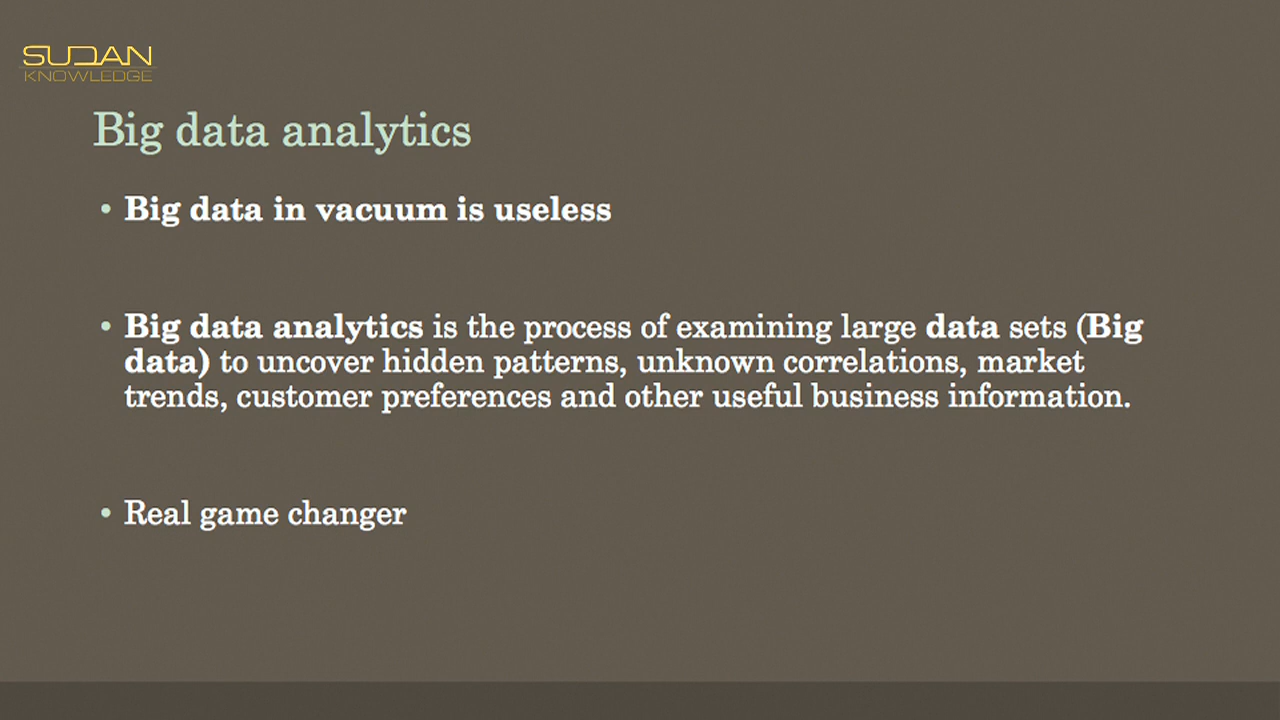 SUDAN
KNOWLEDGE
Big data analytics
• Big data in vacuum is useless
• Big data analytics is the process of examining large data sets (Big
data) to uncover hidden patterns, unknown correlations, market
trends, customer preferences and other useful business information.
• Real game changer